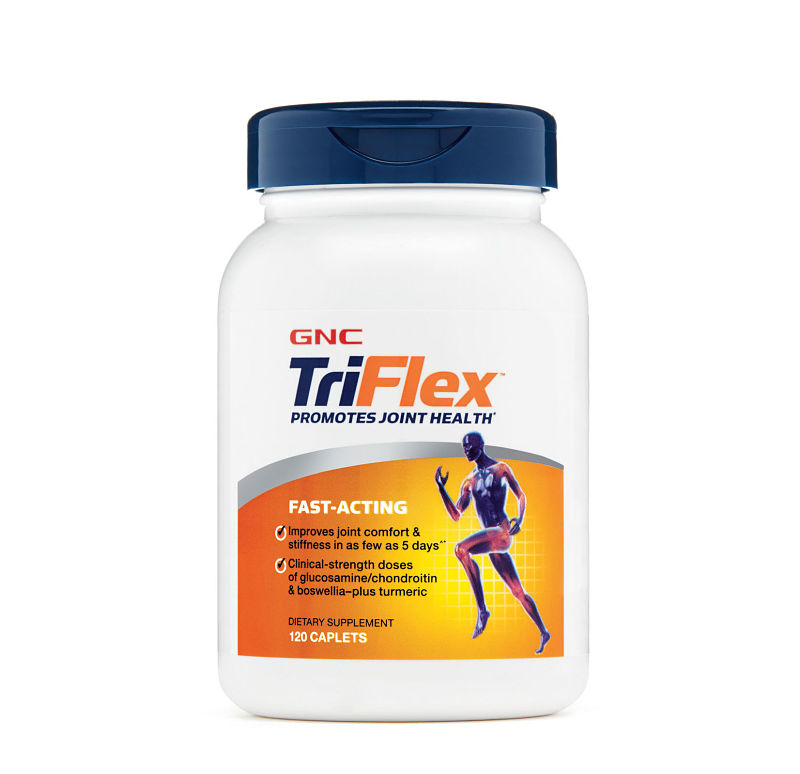 GNC
TriFlex™
PROMOTES JOINT HEALTH*
FAST-ACTING
Improves joint comfort &
stiffness in as few as 5 days^*
Clinical-strength doses
of glucosamine/chondroitin
& boswellia–plus turmeric
DIETARY SUPPLEMENT
120 CAPLETS